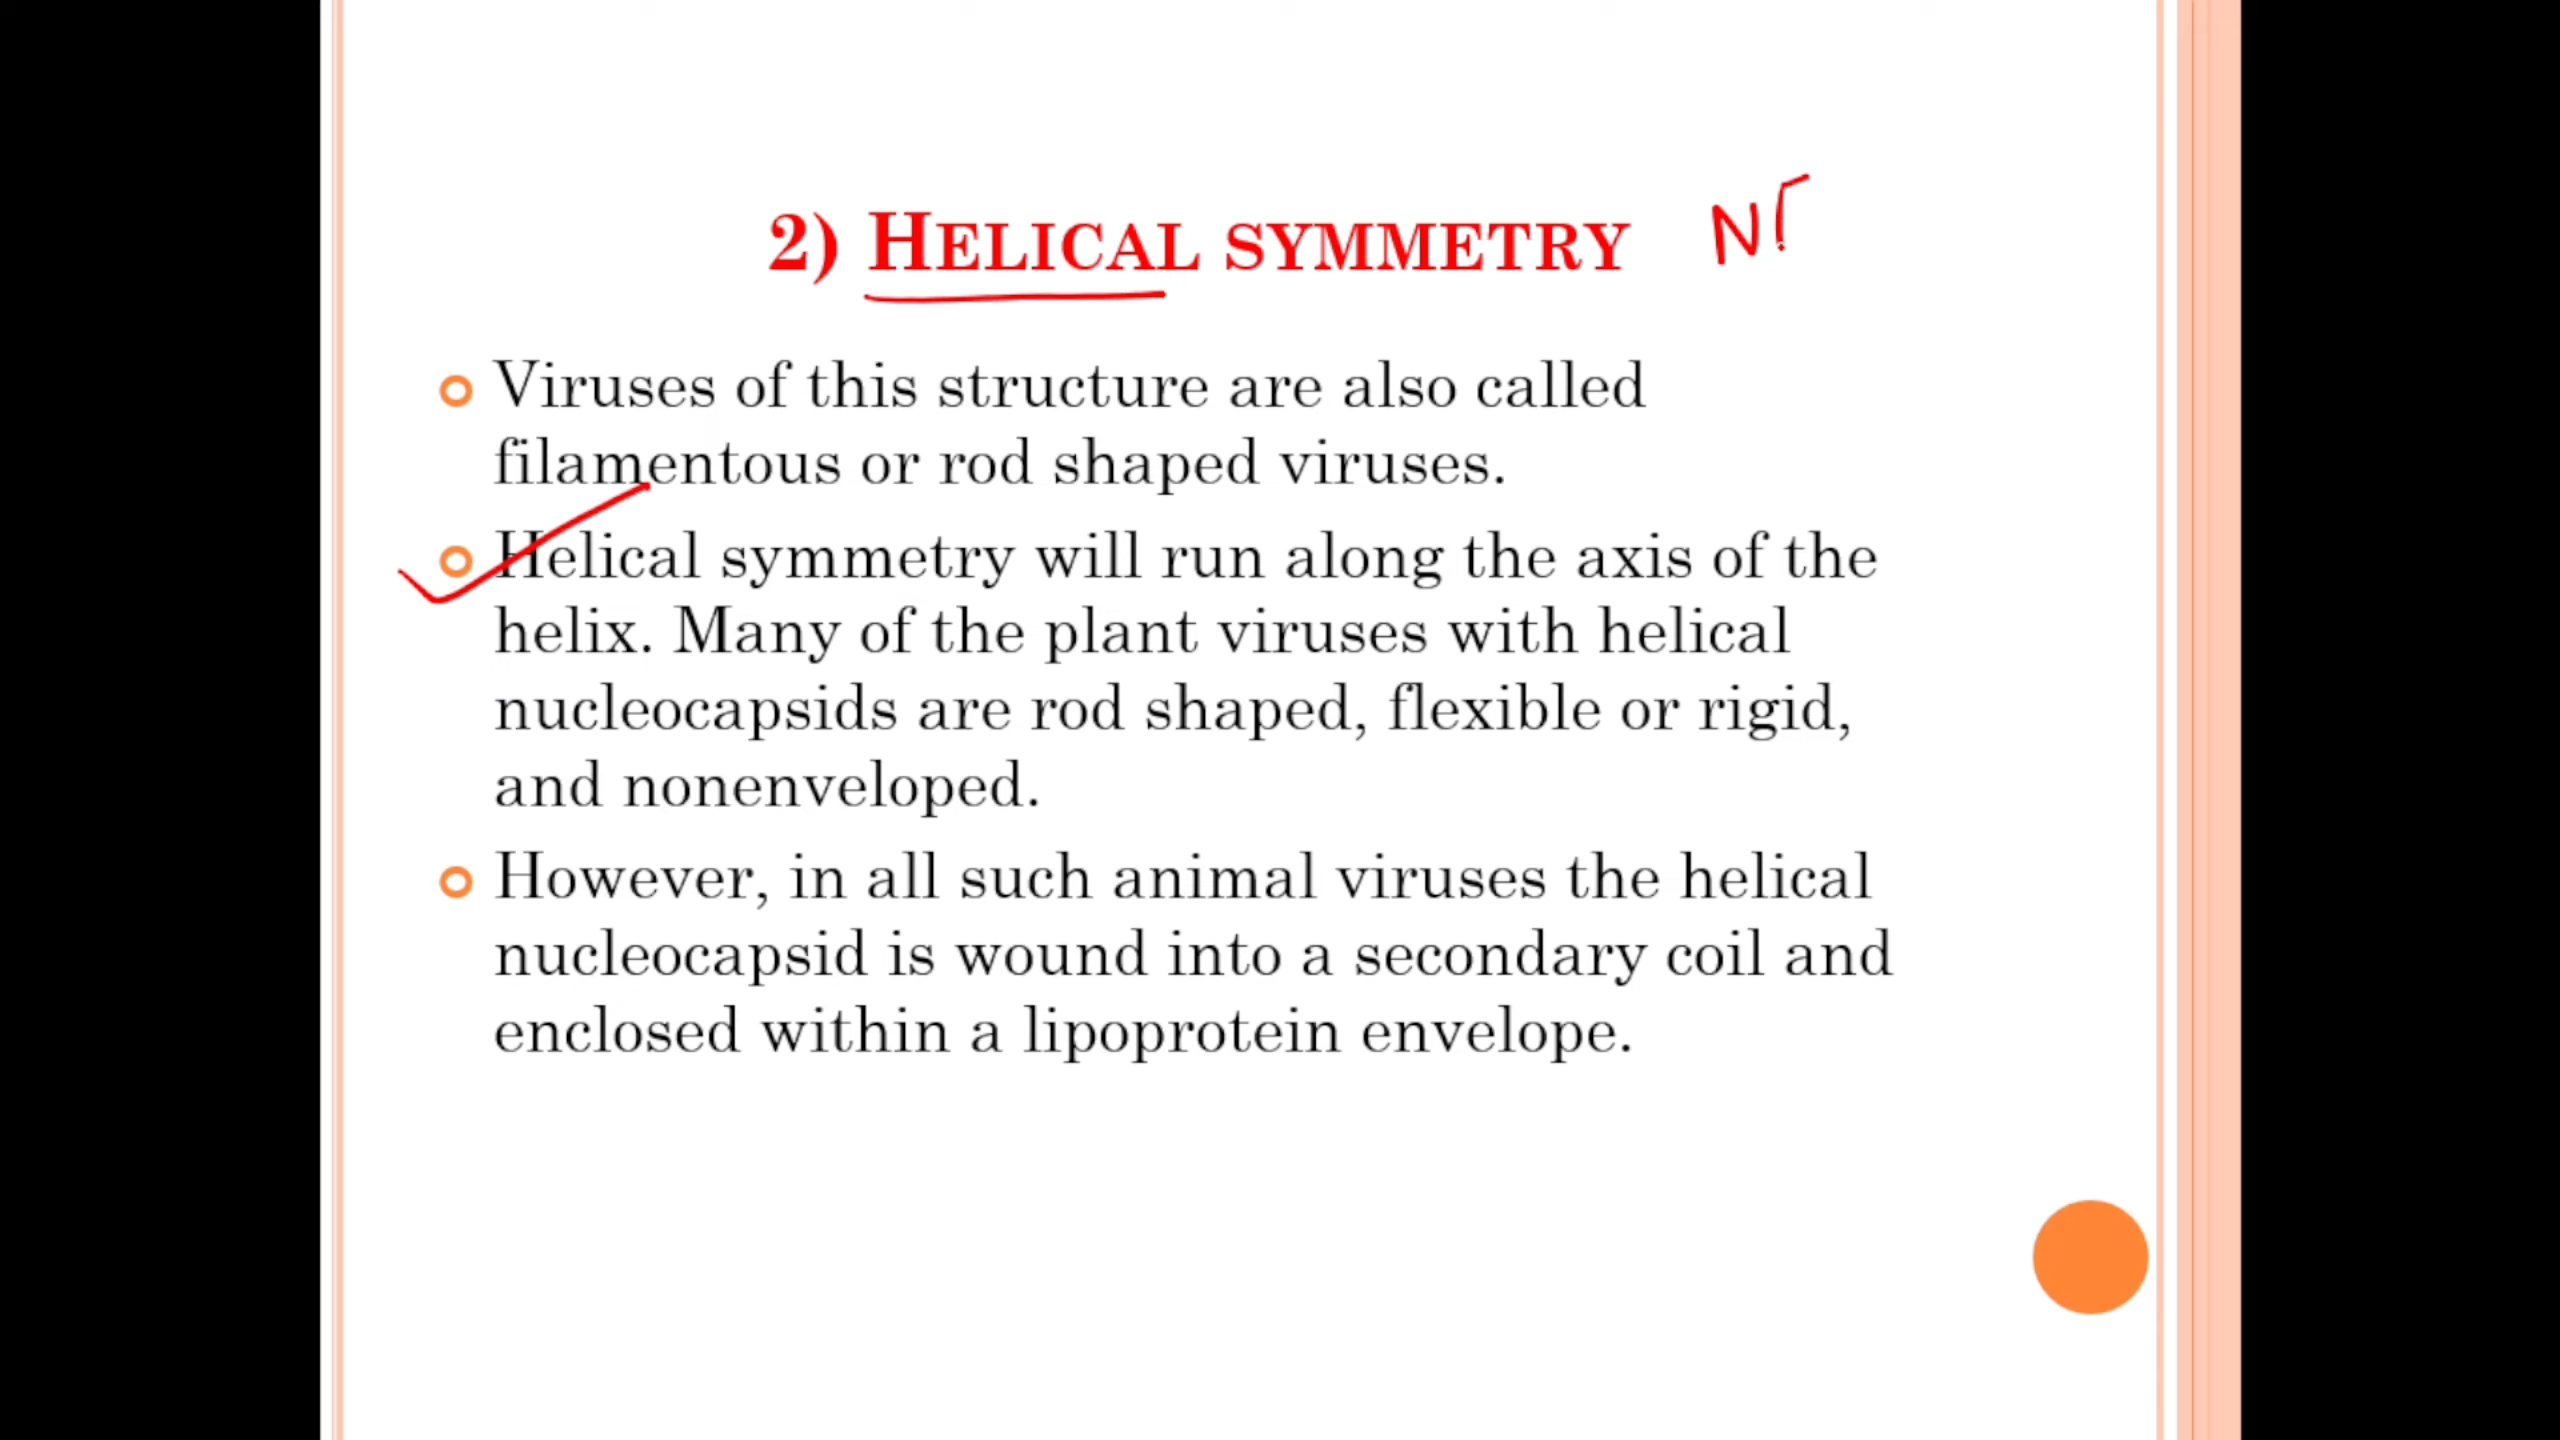 2) HELICAL SYMMETRY
Viruses of this structure are also called
filamentous or rod shaped viruses.
Helical symmetry will run along the axis of the
helix. Many of the plant viruses with helical
nucleocapsids are rod shaped, flexible or rigid,
and nonenveloped.
However, in all such animal viruses the helical
nucleocapsid is wound into a secondary coil and
enclosed within a lipoprotein envelope.